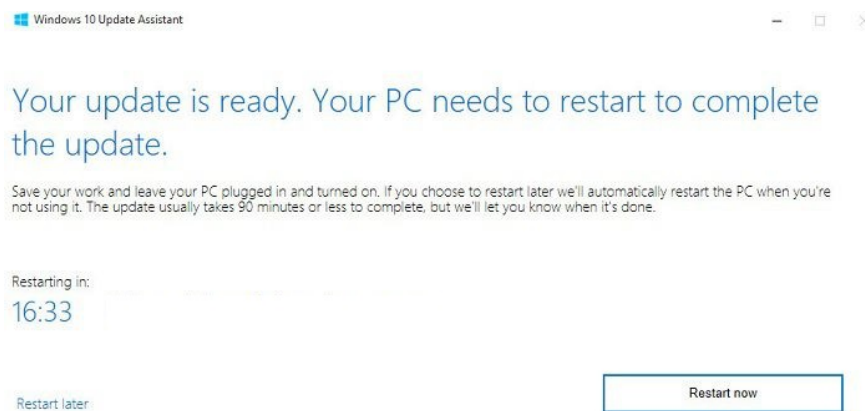 Windows 10 Update Assistant
Your update is ready. Your PC needs to restart to complete
the update.
Save your work and leave your PC plugged in and turned on. If you choose to restart later we'll automatically restart the PC when you're
not using it. The update usually takes 90 minutes or less to complete, but we'll let you know when it's done.
Restarting in:
16:33
Restart later
Restart now